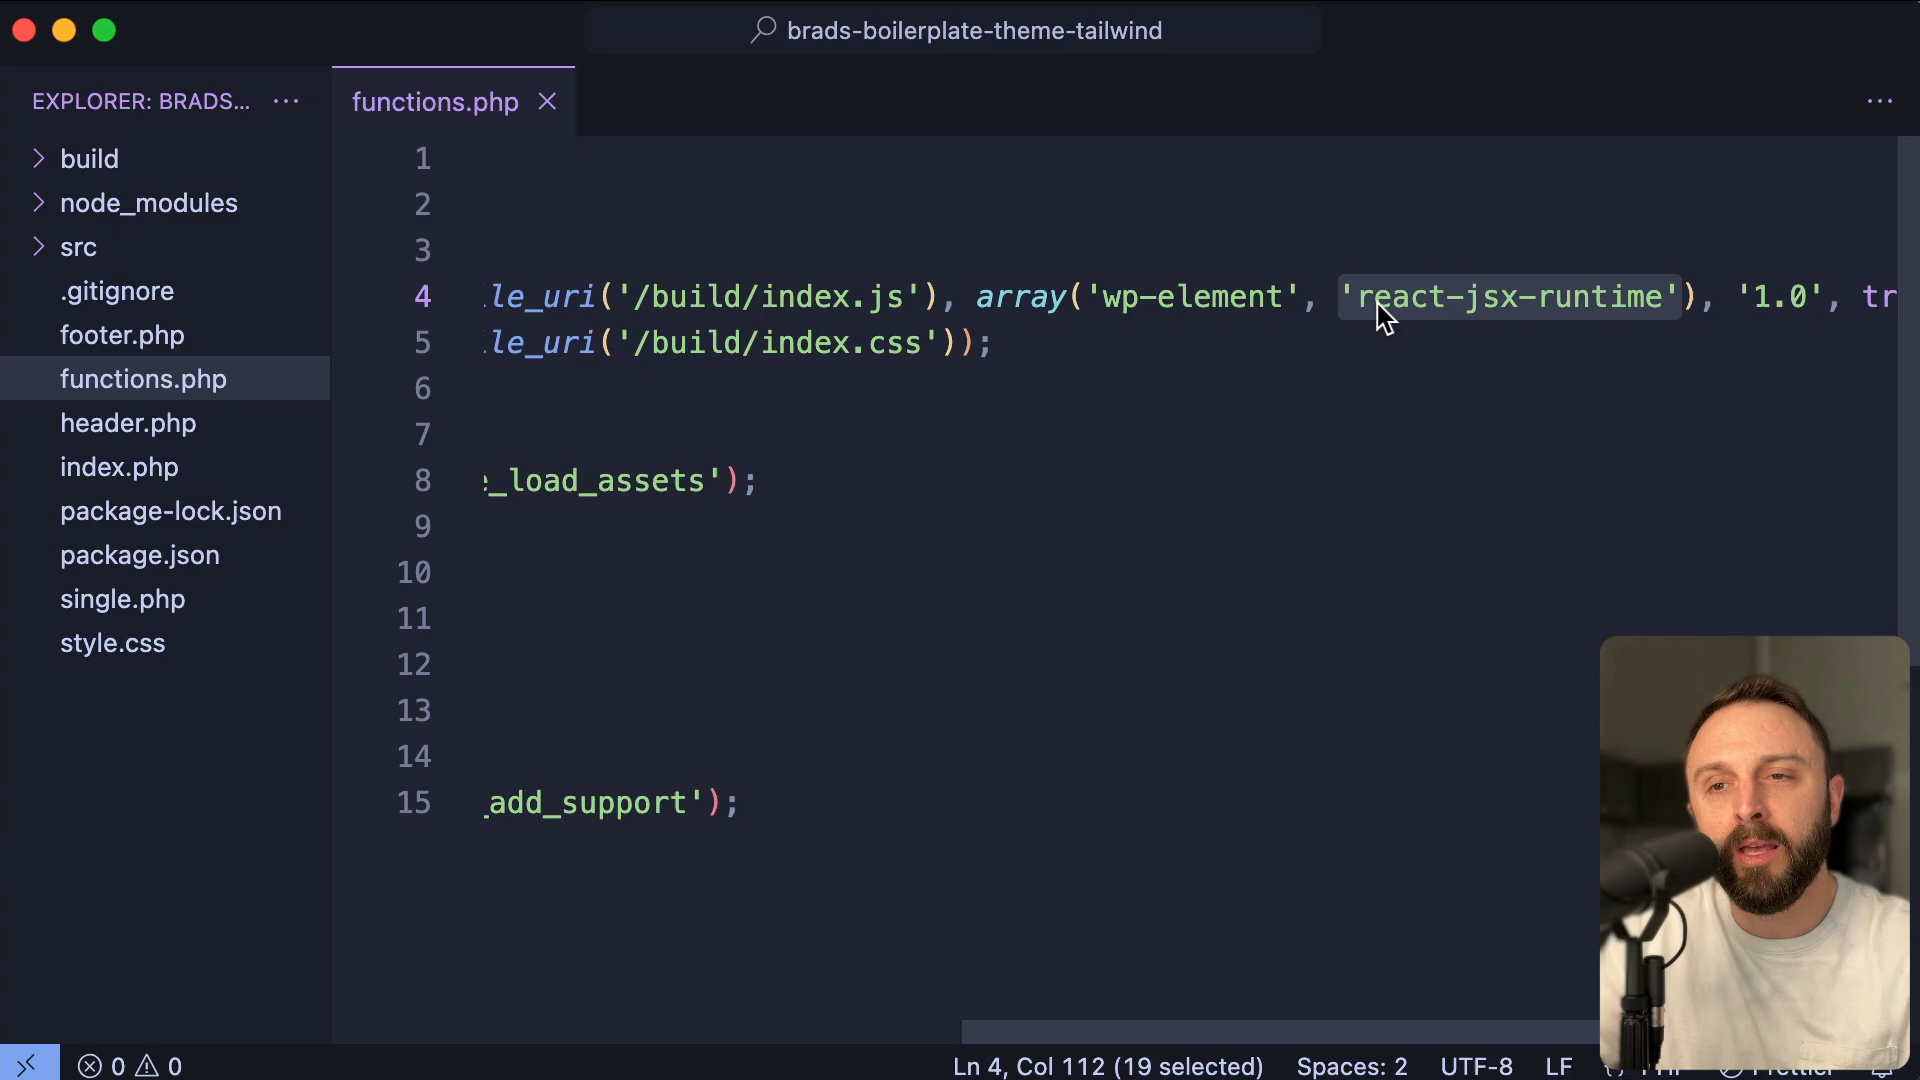 brads-boilerplate-theme-tailwind
EXPLORER: BRADS... ...
functions.php
...
build
node_modules
src
.gitignore
footer.php
functions.php
header.php
index.php
package-lock.json
package.json
single.php
style.css
1
2
3
4 le_uri('/build/index.js'), array('wp-element', 'react-jsx-runtime'), '1.0', tr
5 le_uri('/build/index.css'));
6
7
8 _load_assets');
9
10
11
12
13
14
15 _add_support');
0 0 Ln 4, Col 112 (19 selected) Spaces: 2 UTF-8 LF